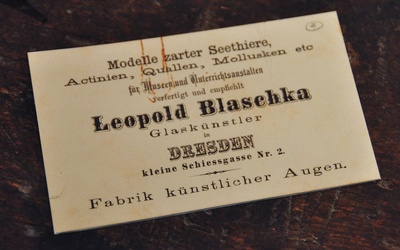 Modelle zarter Seethiere,
Actinien, Quallen, Mollusken etc
für Museen und Unterrichtsanstalten
verfertigt und empfiehlt
Leopold Blaschka
Glaskünstler
in
DRESDEN
kleine Schiessgasse Nr. 2.
Fabrik künstlicher Augen.